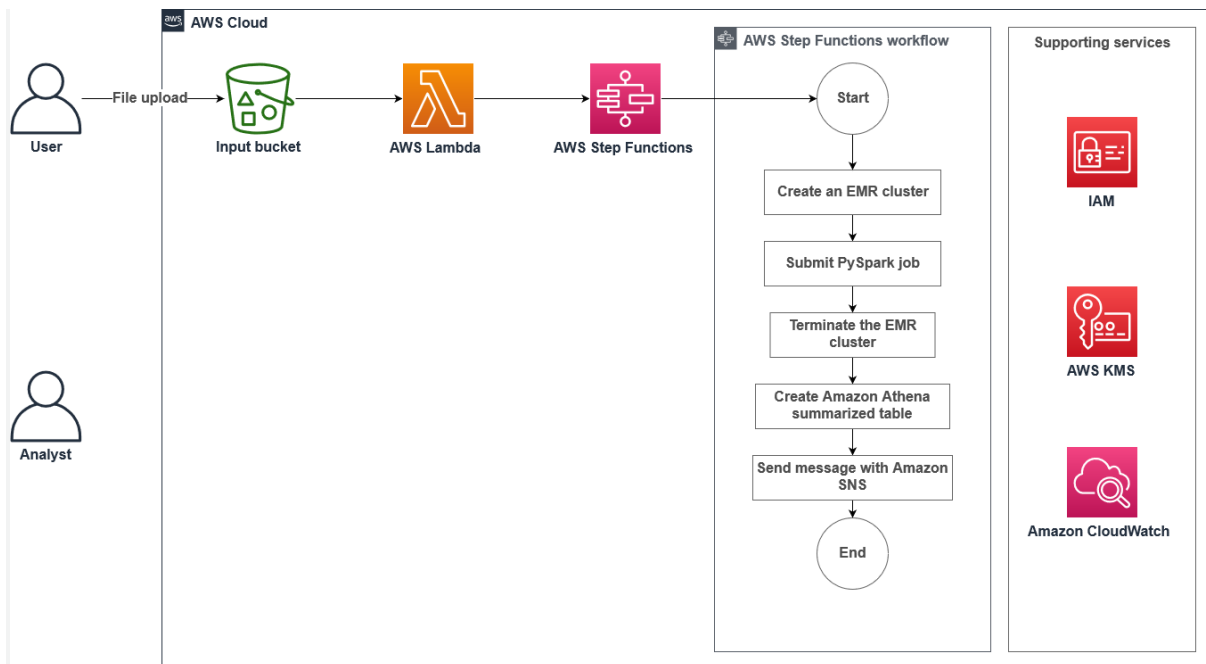 aws
AWS Cloud
AWS Step Functions workflow
Supporting services
File upload
Start
User
Input bucket
AWS Lambda
AWS Step Functions
Create an EMR cluster
IAM
Submit PySpark job
Terminate the EMR
cluster
AWS KMS
Create Amazon Athena
summarized table
Analyst
Send message with Amazon
SNS
Amazon CloudWatch
End